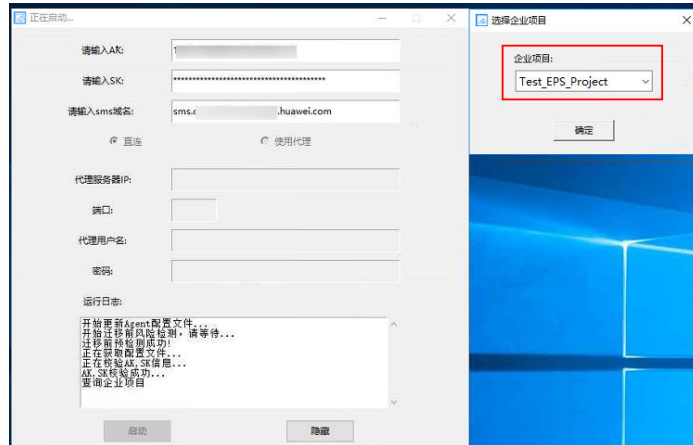 正在启动...
请输入AK:
请输入SK:
****************************************
请输入sms域名:
sms.
.huawei.com
直连
使用代理
代理服务器IP:
端口:
代理用户名:
密码:
运行日志:
开始更新Agent配置文件...
开始迁移前风险检测，请等待...
迁移前预检测成功!
正在获取配置文件...
正在校验AK,SK信息...
AK,SK校验成功...
查询企业项目
启动
隐藏
选择企业项目
企业项目:
Test_EPS_Project
确定